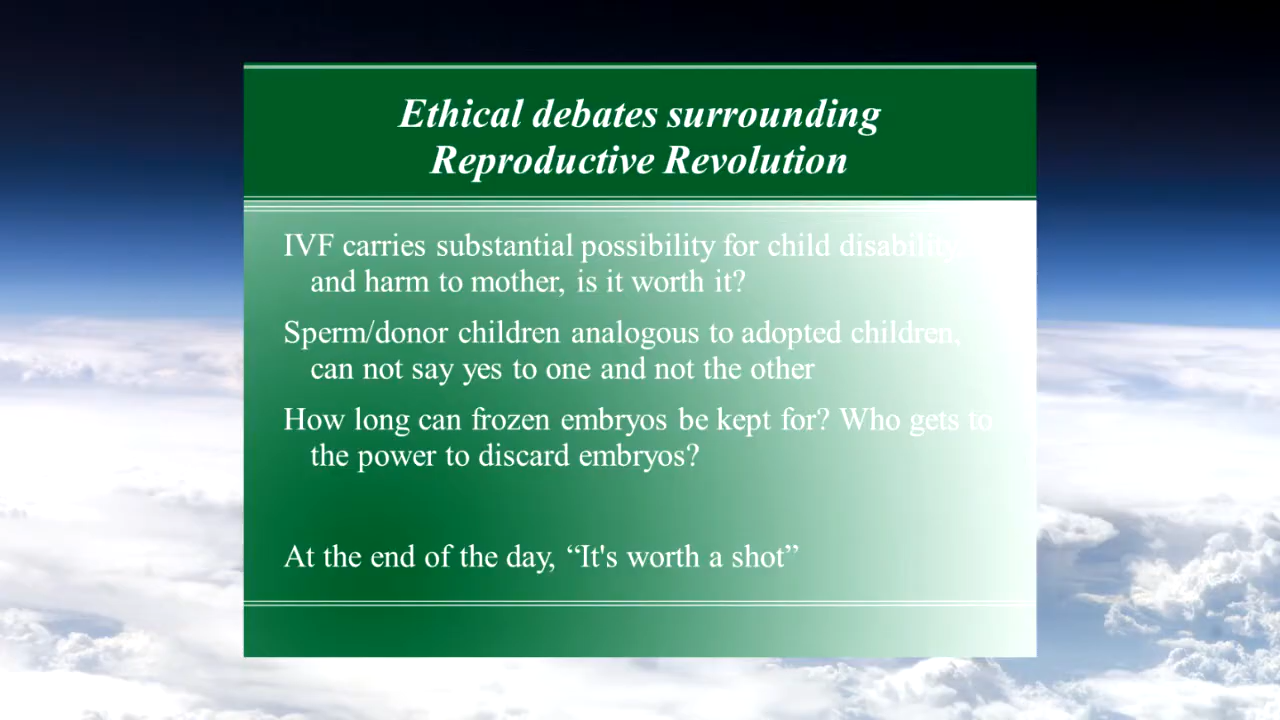 Ethical debates surrounding
Reproductive Revolution
IVF carries substantial possibility for child disability
and harm to mother, is it worth it?
Sperm/donor children analogous to adopted children,
can not say yes to one and not the other
How long can frozen embryos be kept for? Who gets to
the power to discard embryos?
At the end of the day, “It's worth a shot”